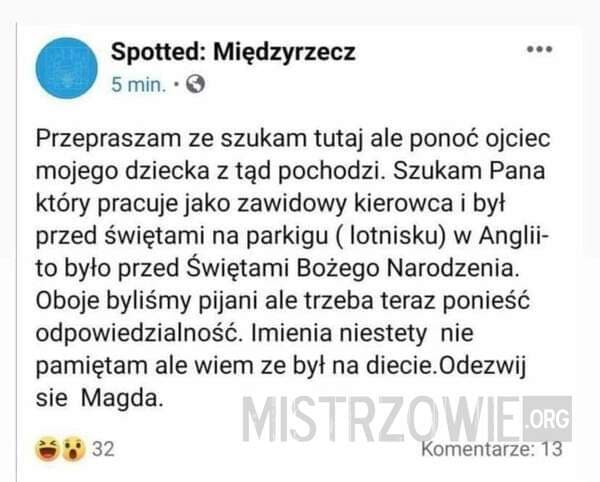 Spotted: Międzyrzecz
5 min.
Przepraszam ze szukam tutaj ale ponoć ojciec
mojego dziecka z tąd pochodzi. Szukam Pana
który pracuje jako zawidowy kierowca i był
przed świętami na parkigu ( lotnisku) w Anglii-
to było przed Świętami Bożego Narodzenia.
Oboje byliśmy pijani ale trzeba teraz ponieść
odpowiedzialność. Imienia niestety nie
pamiętam ale wiem ze był na diecie.Odezwij
sie Magda.
MISTRZOWIE.ORG
32
Komentarze: 13